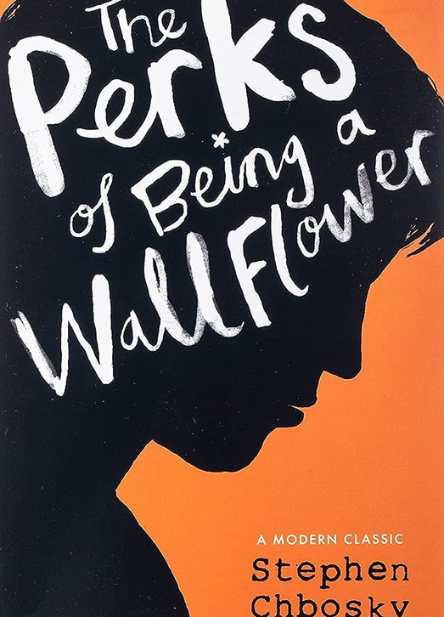 The
Perks
of Being a
WallFlower
A MODERN CLASSIC
Stephen
Chbosky